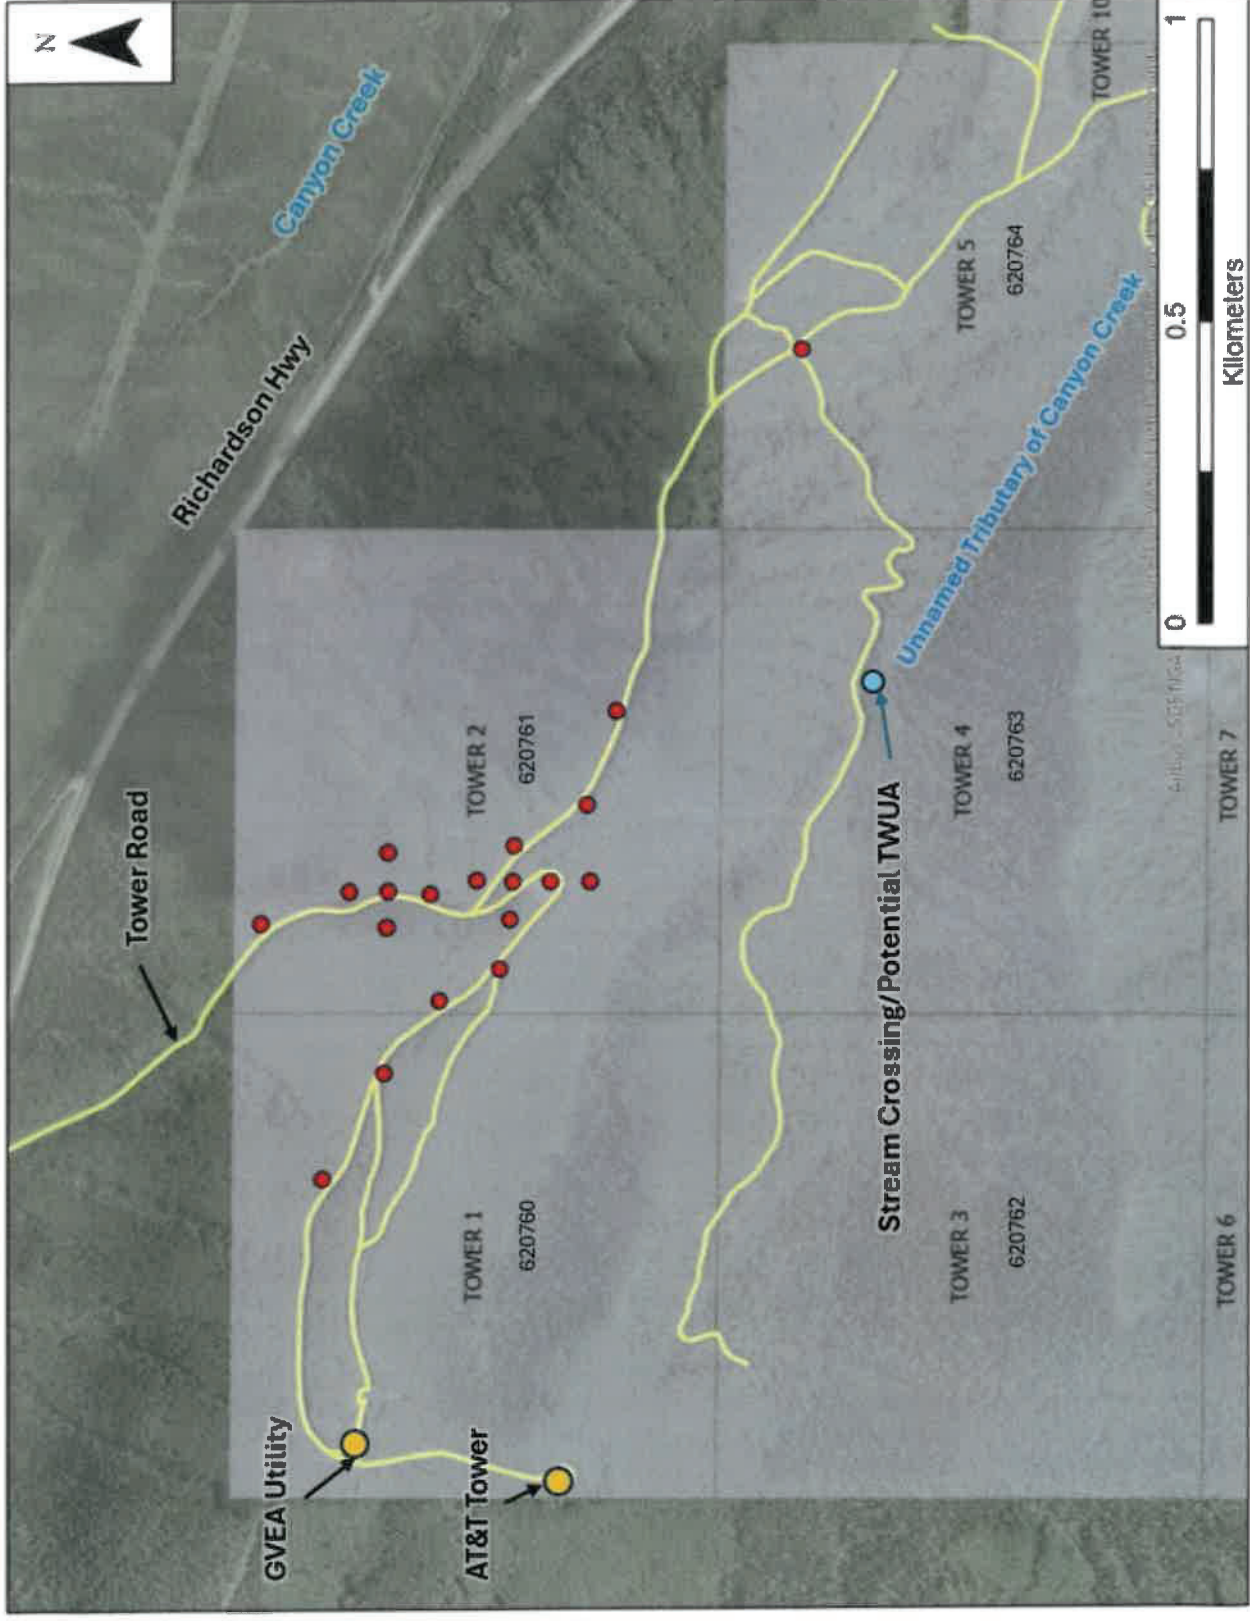 N
Canyon Creek
Richardson Hwy
Tower Road
GVEA Utility
AT&T Tower
TOWER 1
620760
TOWER 2
620761
TOWER 3
620762
TOWER 4
620763
TOWER 5
620764
TOWER 10
TOWER 6
TOWER 7
Stream Crossing/Potential TWUA
Unnamed Tributary of Canyon Creek
0
0.5
1
Kilometers